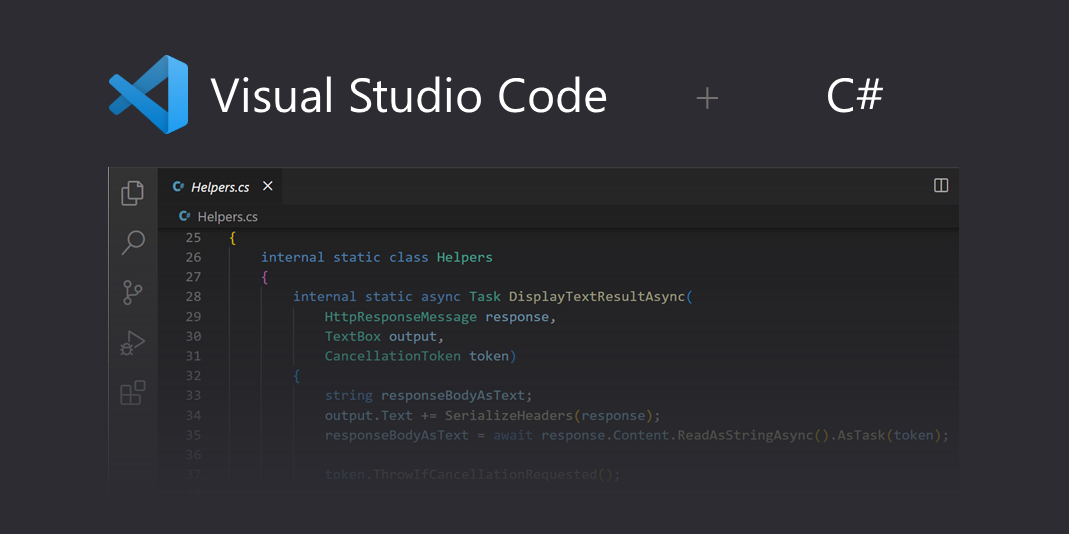 Visual Studio Code + C#
Helpers.cs
Helpers.cs
25 {
26 internal static class Helpers
27 {
28 internal static async Task DisplayTextResultAsync(
29 HttpResponseMessage response,
30 TextBox output,
31 CancellationToken token)
32 {
33 string responseBodyAsText;
34 output.Text += SerializeHeaders(response);
35 responseBodyAsText = await response.Content.ReadAsStringAsync().AsTask(token);
36
37 token.ThrowIfCancellationRequested();